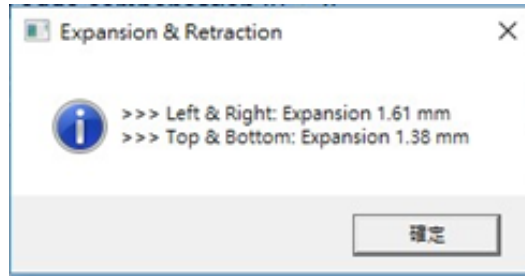 Expansion & Retraction
>>> Left & Right: Expansion 1.61 mm
>>> Top & Bottom: Expansion 1.38 mm
確定